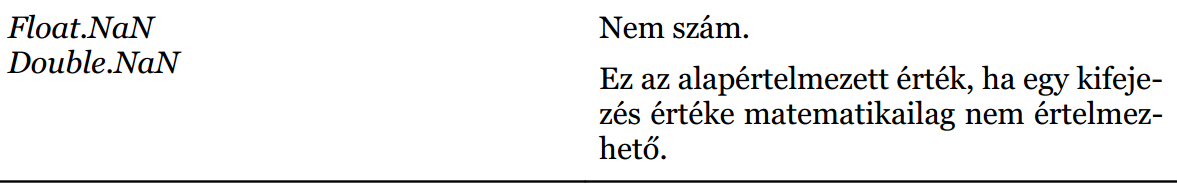 Float.NaN
Double.NaN
Nem szám.
Ez az alapértelmezett érték, ha egy kifeje-
zés értéke matematikailag nem értelmez-
hető.